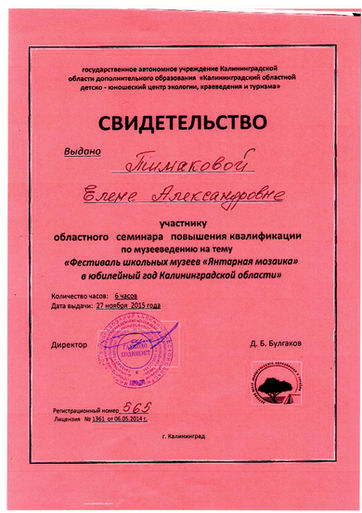 государственное автономное учреждение Калининградской
области дополнительного образования «Калининградский областной
детско - юношеский центр экологии, краеведения и туризма»
СВИДЕТЕЛЬСТВО
Выдано Тимаковой
Елене Александровне
участнику
областного семинара повышения квалификации
по музееведению на тему
«Фестиваль школьных музеев «Янтарная мозаика»
в юбилейный год Калининградской области»
Количество часов: 6 часов
Дата выдачи: 27 ноября 2015 года
Директор Д. Б. Булгаков
Регистрационный номер 565
Лицензия №1361 от 06.05.2014 г.
г. Калининград